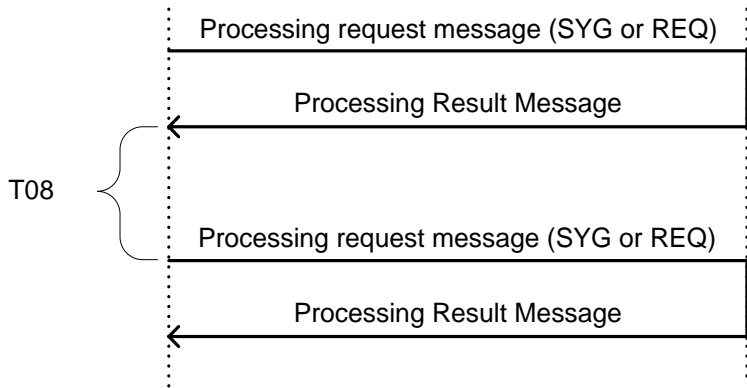 Processing request message (SYG or REQ)
Processing Result Message
T08
Processing request message (SYG or REQ)
Processing Result Message